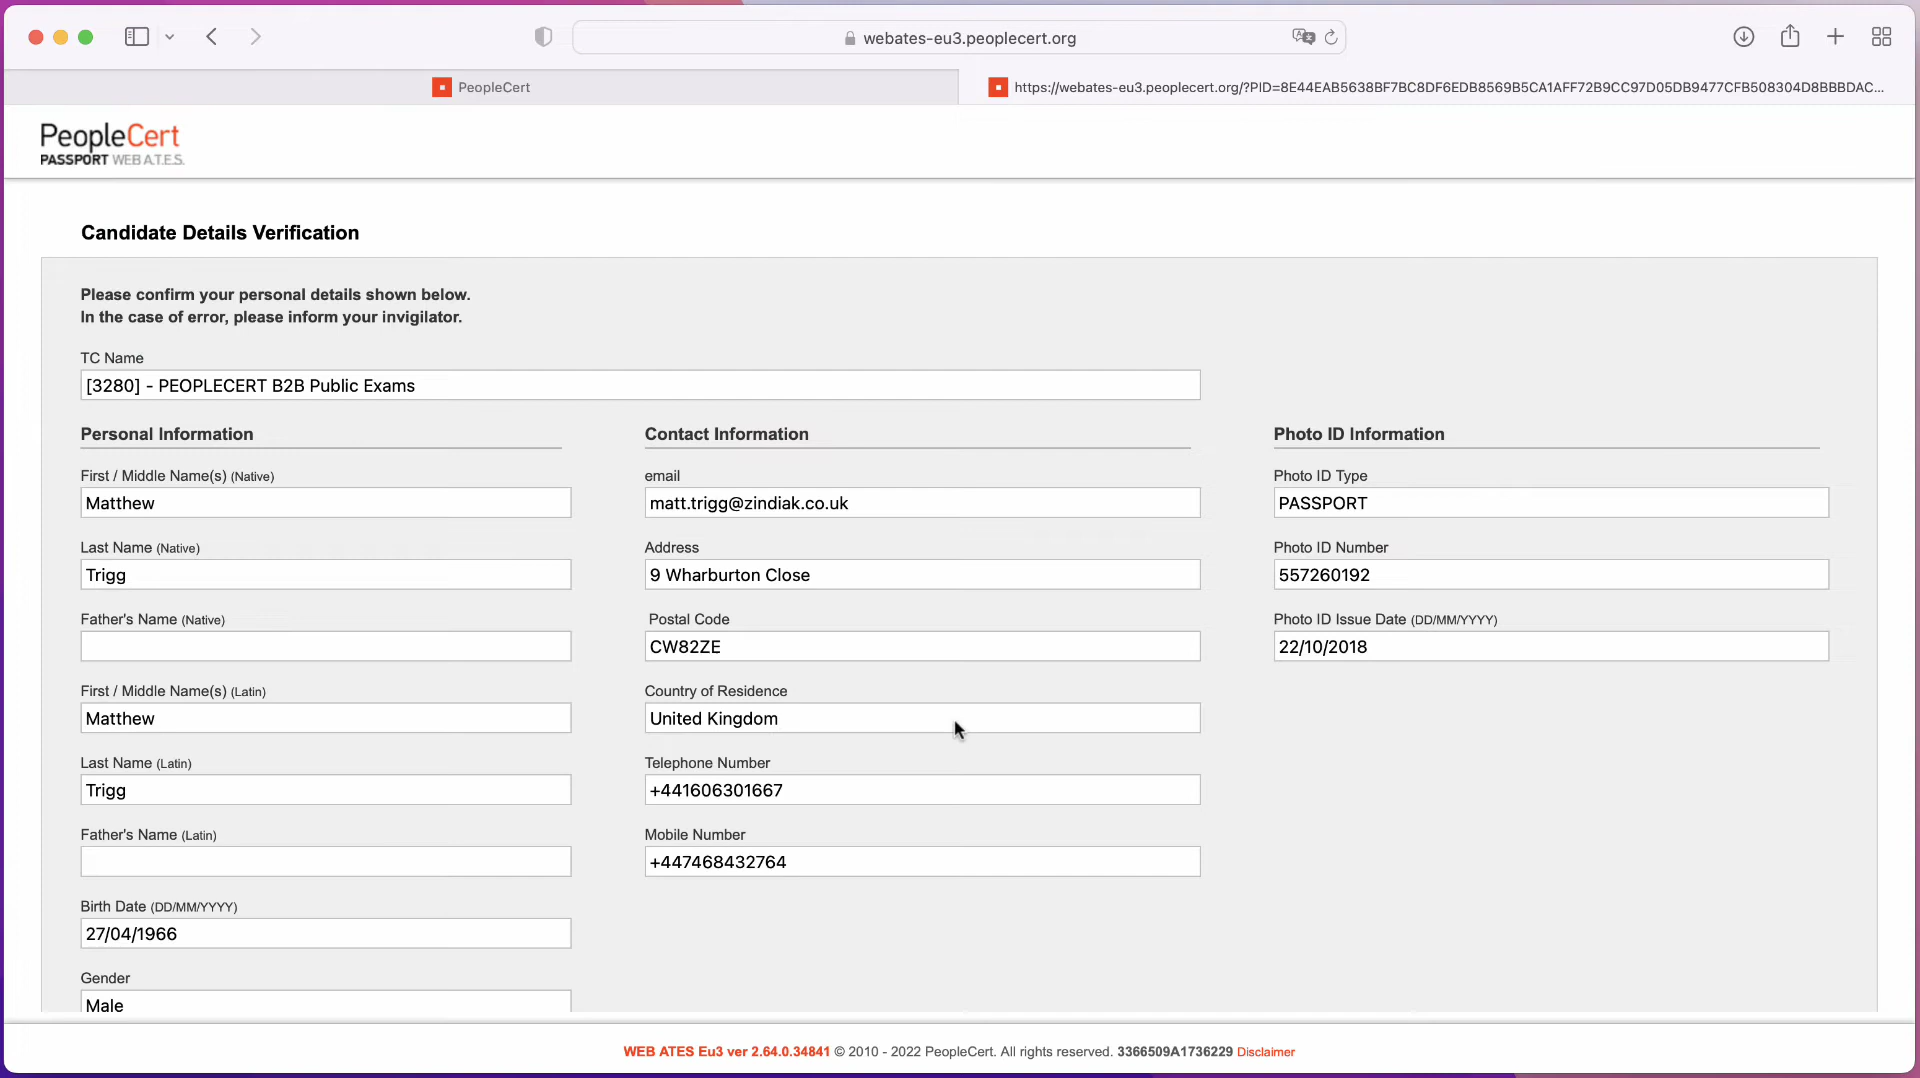 webates-eu3.peoplecert.org
PeopleCert
https://webates-eu3.peoplecert.org/?PID=8E44EAB5638BF7BC8DF6EDB8569B5CA1AFF72B9CC97D05DB9477CFB508304D8BBBDAC...
PeopleCert
PASSPORT WEB A.T.E.S.
Candidate Details Verification
Please confirm your personal details shown below.
In the case of error, please inform your invigilator.
TC Name
[3280] - PEOPLECERT B2B Public Exams
Personal Information
First / Middle Name(s) (Native)
Matthew
Last Name (Native)
Trigg
Father's Name (Native)
First / Middle Name(s) (Latin)
Matthew
Last Name (Latin)
Trigg
Father's Name (Latin)
Birth Date (DD/MM/YYYY)
27/04/1966
Gender
Male
Contact Information
email
matt.trigg@zindiak.co.uk
Address
9 Wharburton Close
Postal Code
CW82ZE
Country of Residence
United Kingdom
Telephone Number
+441606301667
Mobile Number
+447468432764
Photo ID Information
Photo ID Type
PASSPORT
Photo ID Number
557260192
Photo ID Issue Date (DD/MM/YYYY)
22/10/2018
WEB ATES Eu3 ver 2.64.0.34841 © 2010 - 2022 PeopleCert. All rights reserved. 3366509A1736229 Disclaimer